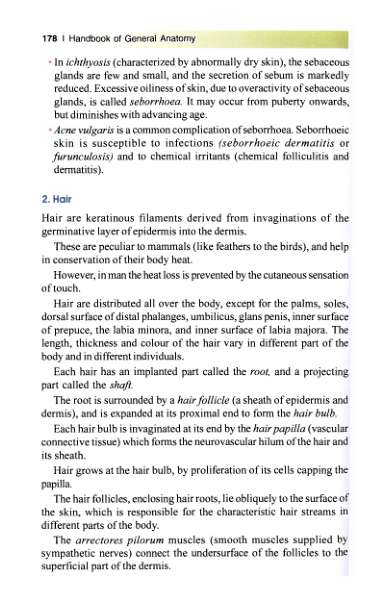 178 | Handbook of General Anatomy
• In ichthyosis (characterized by abnormally dry skin), the sebaceous
glands are few and small, and the secretion of sebum is markedly
reduced. Excessive oiliness of skin, due to overactivity of sebaceous
glands, is called seborrhoea. It may occur from puberty onwards,
but diminishes with advancing age.
• Acne vulgaris is a common complication of seborrhoea. Seborrhoeic
skin is susceptible to infections (seborrhoeic dermatitis or
furunculosis) and to chemical irritants (chemical folliculitis and
dermatitis).
2. Hair
Hair are keratinous filaments derived from invaginations of the
germinative layer of epidermis into the dermis.
These are peculiar to mammals (like feathers to the birds), and help
in conservation of their body heat.
However, in man the heat loss is prevented by the cutaneous sensation
of touch.
Hair are distributed all over the body, except for the palms, soles,
dorsal surface of distal phalanges, umbilicus, glans penis, inner surface
of prepuce, the labia minora, and inner surface of labia majora. The
length, thickness and colour of the hair vary in different part of the
body and in different individuals.
Each hair has an implanted part called the root, and a projecting
part called the shaft.
The root is surrounded by a hair follicle (a sheath of epidermis and
dermis), and is expanded at its proximal end to form the hair bulb.
Each hair bulb is invaginated at its end by the hair papilla (vascular
connective tissue) which forms the neurovascular hilum of the hair and
its sheath.
Hair grows at the hair bulb, by proliferation of its cells capping the
papilla.
The hair follicles, enclosing hair roots, lie obliquely to the surface of
the skin, which is responsible for the characteristic hair streams in
different parts of the body.
The arrectores pilorum muscles (smooth muscles supplied by
sympathetic nerves) connect the undersurface of the follicles to the
superficial part of the dermis.